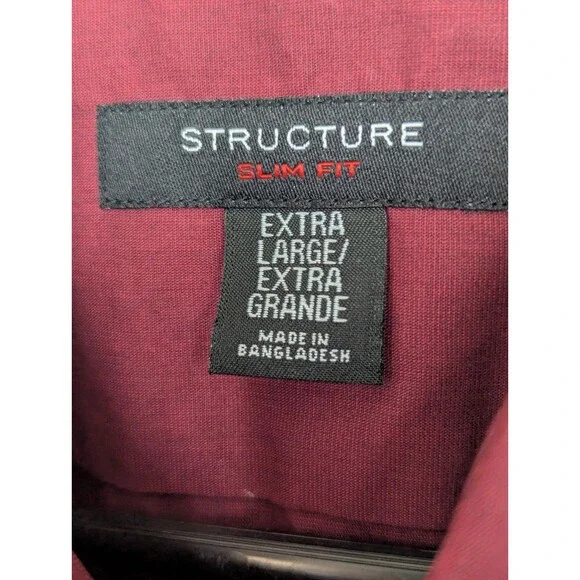 STRUCTURE
SLIM FIT
EXTRA
LARGE/
EXTRA
GRANDE
MADE IN
BANGLADESH